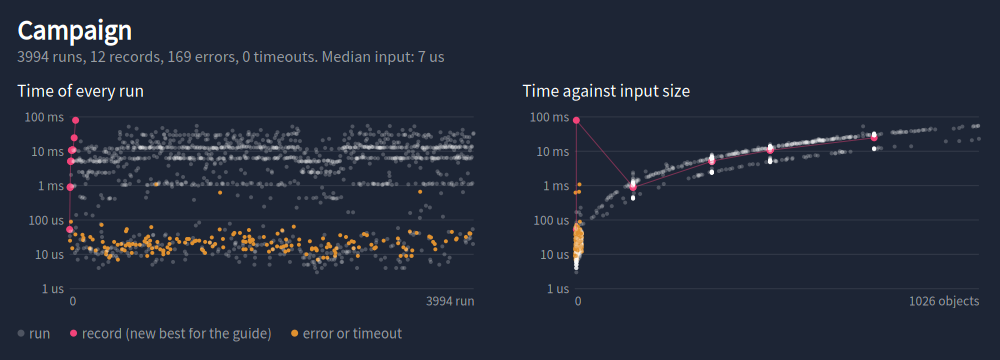 Campaign
3994 runs, 12 records, 169 errors, 0 timeouts. Median input: 7 us
Time of every run
100 ms
10 ms
1 ms
100 us
10 us
1 us
0
3994 run
Time against input size
100 ms
10 ms
1 ms
100 us
10 us
1 us
0
1026 objects
run
record (new best for the guide)
error or timeout